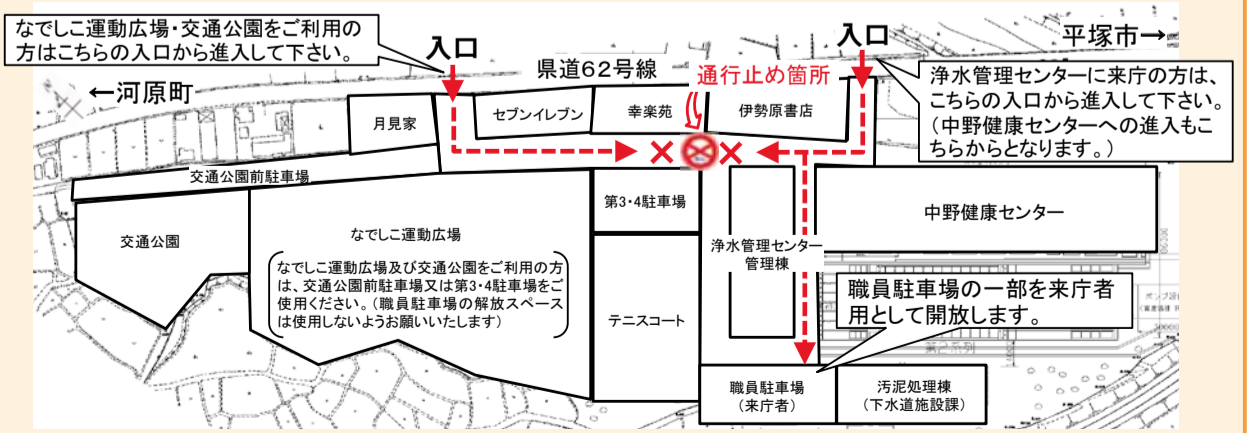 なでしこ運動広場・交通公園をご利用の
方はこちらの入口から進入して下さい。
入口
入口
平塚市→
県道62号線
通行止め箇所
←河原町
浄水管理センターに来庁の方は、
こちらの入口から進入して下さい。
(中野健康センターへの進入もこ
ちらからとなります。)
月見家
セブンイレブン
幸楽苑
伊勢原書店
交通公園前駐車場
第3・4駐車場
中野健康センター
交通公園
なでしこ運動広場
なでしこ運動広場及び交通公園をご利用の方
は、交通公園前駐車場又は第3・4駐車場をご
使用ください。(職員駐車場の解放スペース
は使用しないようお願いいたします)
浄水管理センター
管理棟
テニスコート
職員駐車場の一部を来庁者
用として開放します。
第2系列
職員駐車場
(来庁者)
汚泥処理棟
(下水道施設課)